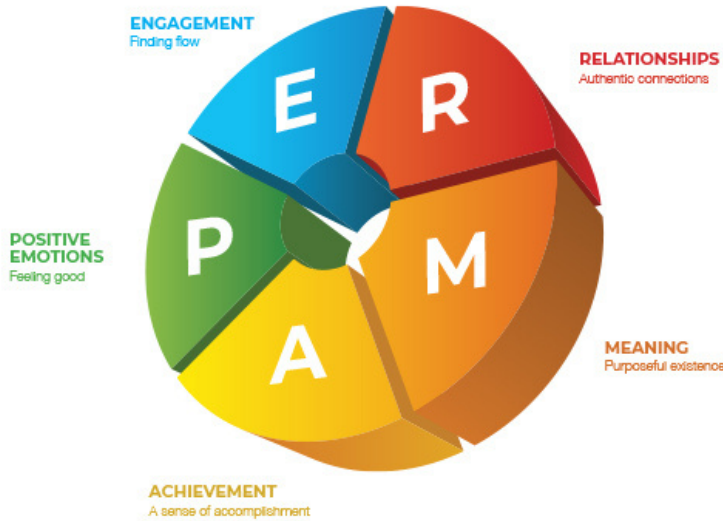 ENGAGEMENT
Finding flow
RELATIONSHIPS
Authentic connections
E
R
POSITIVE
EMOTIONS
Feeling good
P
M
A
MEANING
Purposeful existence
ACHIEVEMENT
A sense of accomplishment